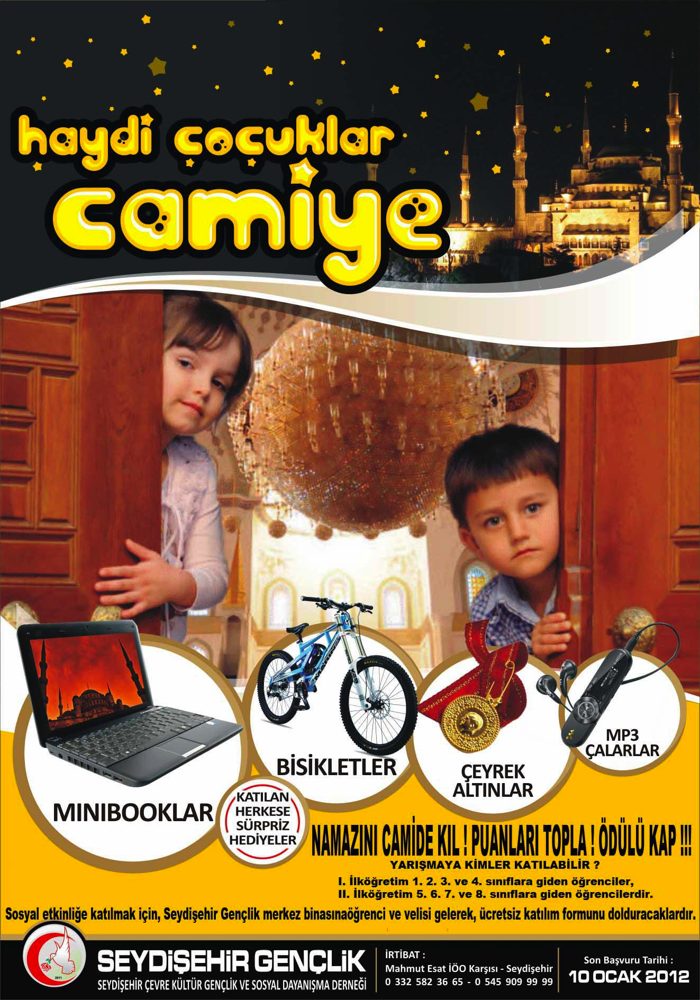 haydi çocuklar
camiye
MINIBOOKLAR
BİSİKLETLER
ÇEYREK
ALTINLAR
MP3
ÇALARLAR
KATILAN
HERKESE
SÜRPRİZ
HEDİYELER
NAMAZINI CAMİDE KIL ! PUANLARI TOPLA ! ÖDÜLÜ KAP !!!
YARIŞMAYA KİMLER KATILABİLİR ?
I. İlköğretim 1. 2. 3. ve 4. sınıflara giden öğrenciler,
II. İlköğretim 5. 6. 7. ve 8. sınıflara giden öğrencilerdir.
Sosyal etkinliğe katılmak için, Seydişehir Gençlik merkez binasınaöğrenci ve velisi gelerek, ücretsiz katılım formunu dolduracaklardır.
2011
SEYDİŞEHİR GENÇLİK
SEYDİŞEHİR ÇEVRE KÜLTÜR GENÇLİK VE SOSYAL DAYANIŞMA DERNEĞİ
İRTİBAT :
Mahmut Esat İÖO Karşısı - Seydişehir
0 332 582 36 65 - 0 545 909 99 99
Son Başvuru Tarihi :
10 OCAK 2012
MAXXIS
SONY